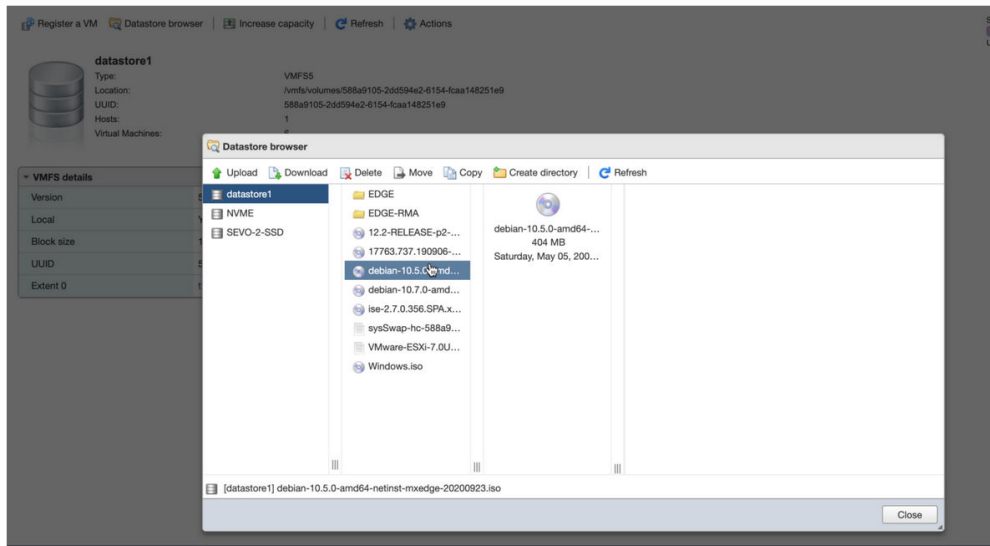 Register a VM Datastore browser Increase capacity Refresh Actions
datastore1
Type: VMFS5
Location: /vmfs/volumes/588a9105-2dd594e2-6154-fcaa148251e9
UUID: 588a9105-2dd594e2-6154-fcaa148251e9
Hosts: 1
Virtual Machines:
VMFS details
Version
Local
Block size
UUID
Extent 0
Datastore browser
Upload Download Delete Move Copy Create directory Refresh
datastore1
NVME
SEVO-2-SSD
EDGE
EDGE-RMA
12.2-RELEASE-p2-...
17763.737.190906-...
debian-10.5.0-amd...
debian-10.7.0-amd...
ise-2.7.0.356.SPA.x...
sysSwap-hc-588a9...
VMware-ESXi-7.0U...
Windows.iso
debian-10.5.0-amd64-...
404 MB
Saturday, May 05, 200...
[datastore1] debian-10.5.0-amd64-netinst-mxedge-20200923.iso
Close